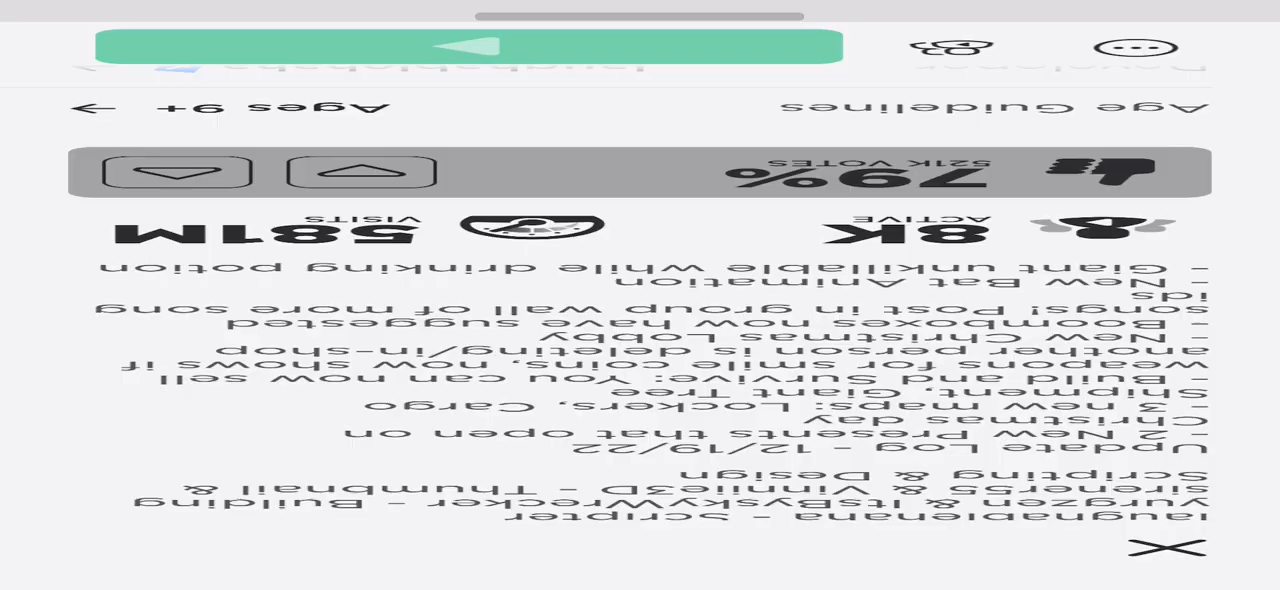 - Scripter
yurgzen & ItsByskyWrecker - Building
sirener55 & Vinniie3D - Thumbnail &
Scripting & Design
Update Log - 12/19/22
- 2 New Presents that open on
Christmas day
- 3 new maps: Lockers, Cargo
Shipment, Giant Tree
- Build and Survive: You can now sell
weapons for smile coins, now shows if
another person is deleting/in-shop
- New Christmas Lobby
- Boomboxes now have suggested
songs! Post in group wall of more song
ids
- New Bat Animation
- Giant unkillable while drinking potion
8K 581M
ACTIVE VISITS
79%
521K VOTES
Age Guidelines Ages 9+